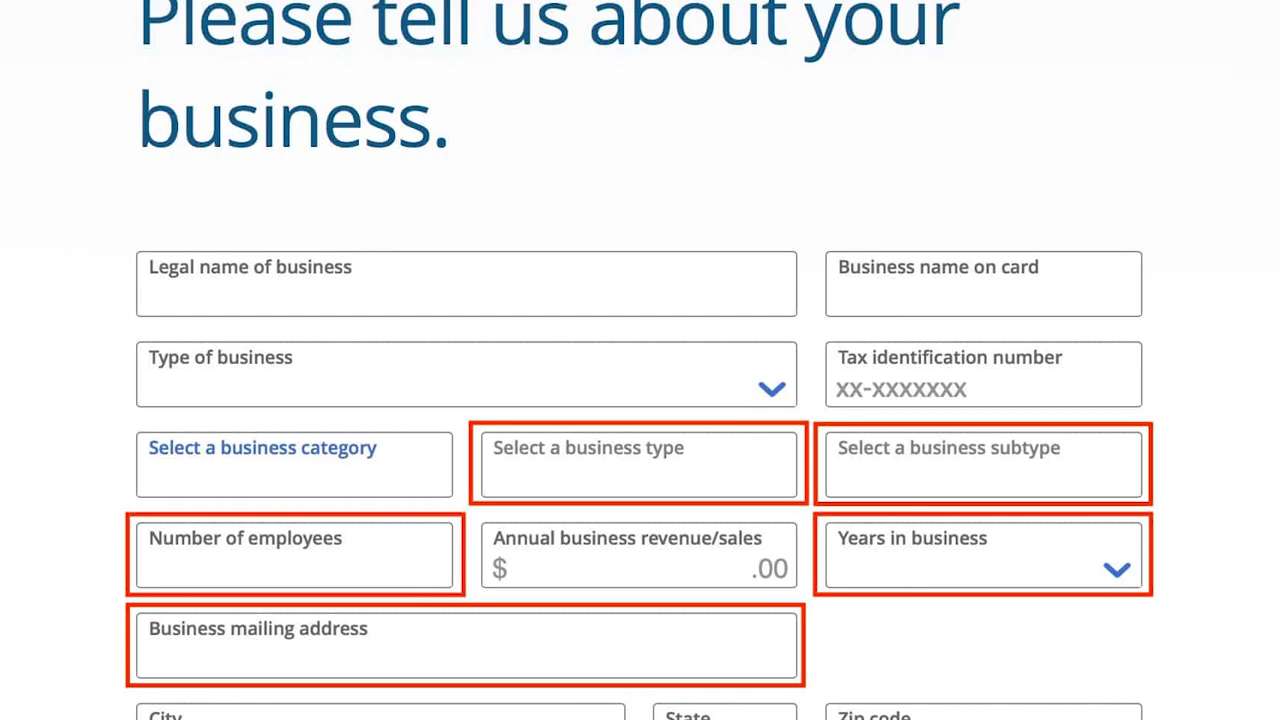 Please tell us about your
business.
Legal name of business
Business name on card
Type of business
Tax identification number
XX-XXXXXXX
Select a business category
Select a business type
Select a business subtype
Number of employees
Annual business revenue/sales
$ .00
Years in business
Business mailing address
City
State
Zip code